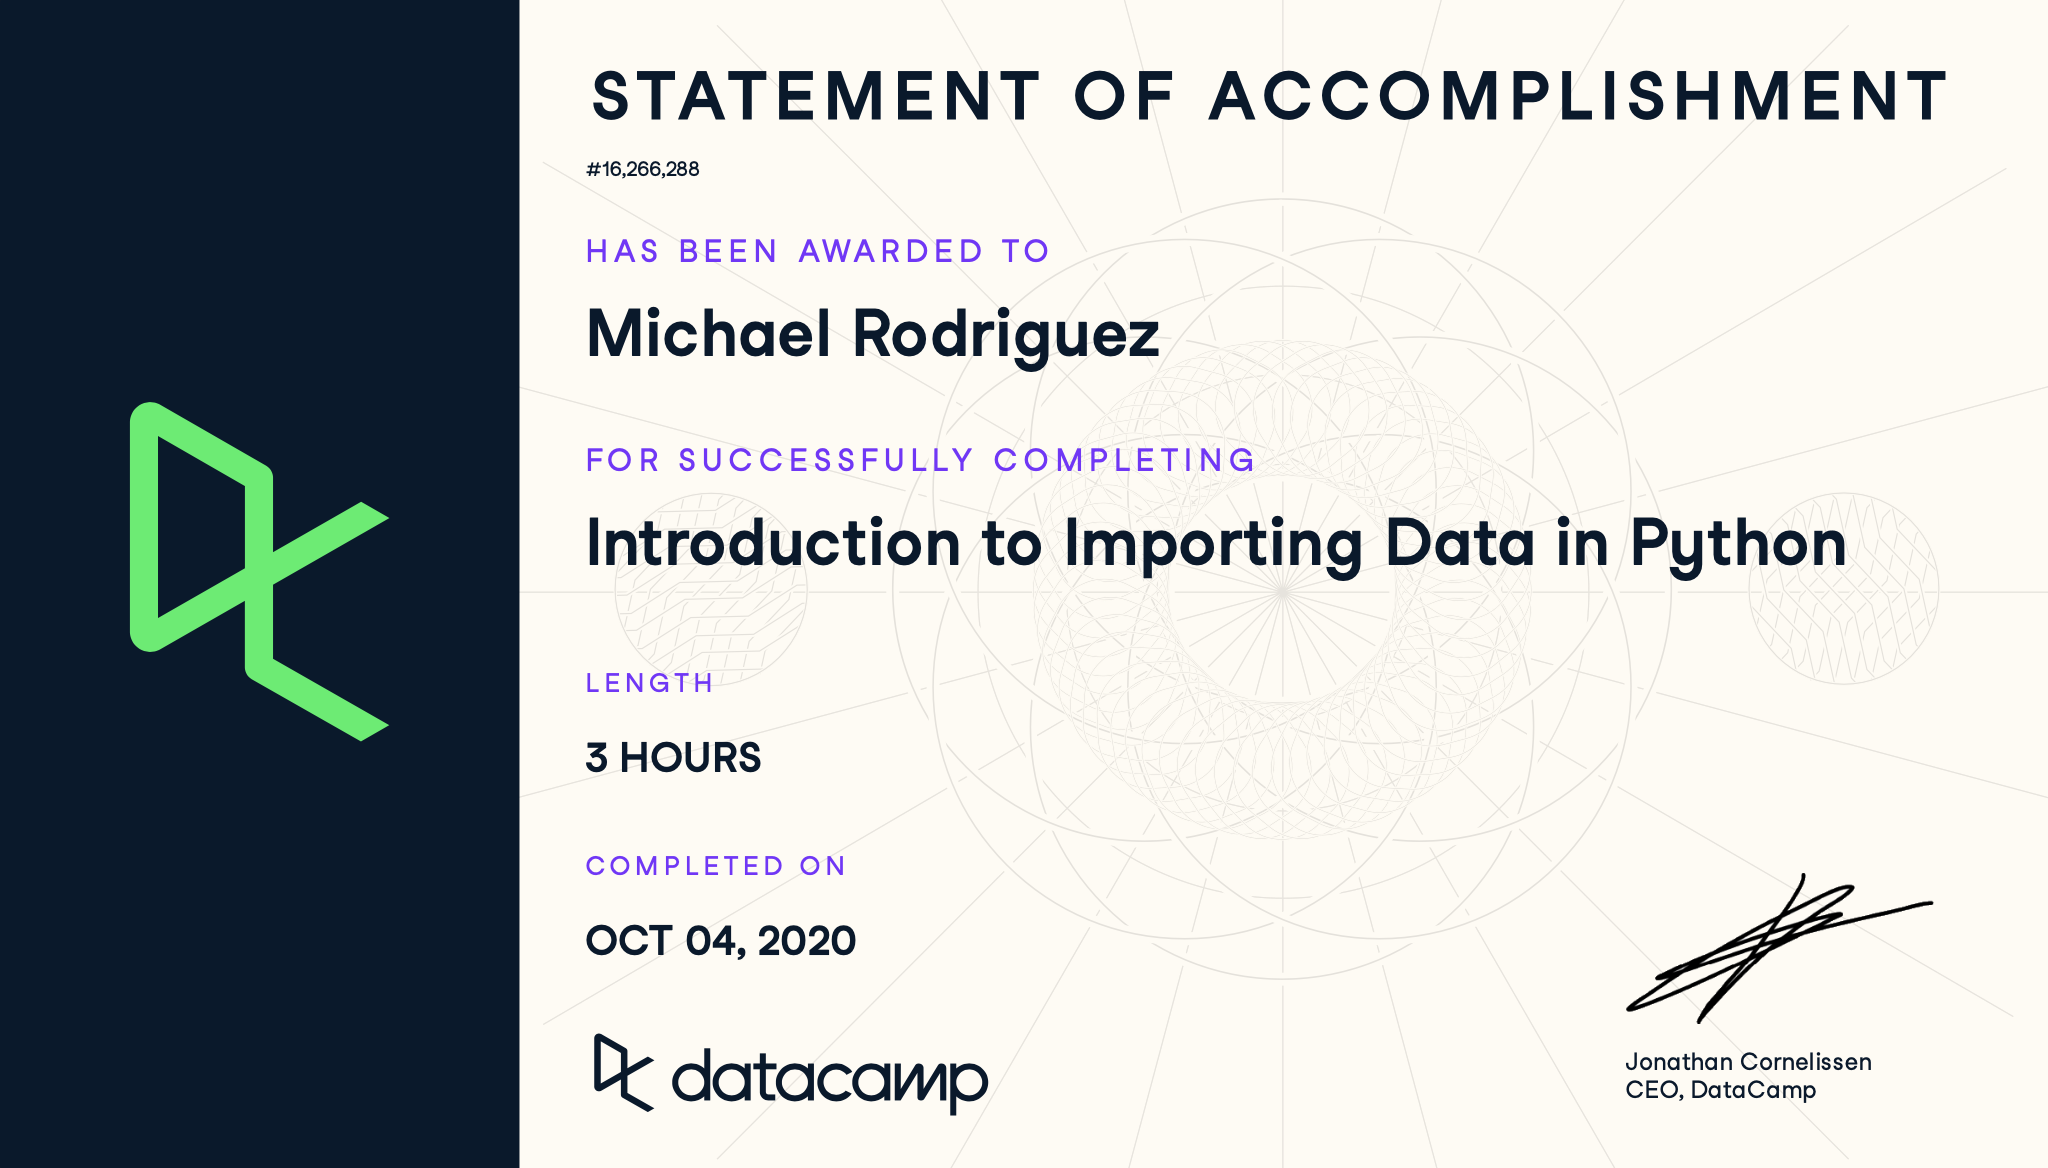 STATEMENT OF ACCOMPLISHMENT
#16,266,288
HAS BEEN AWARDED TO
Michael Rodriguez
FOR SUCCESSFULLY COMPLETING
Introduction to Importing Data in Python
LENGTH
3 HOURS
COMPLETED ON
OCT 04, 2020
datacamp
Jonathan Cornelissen
CEO, DataCamp